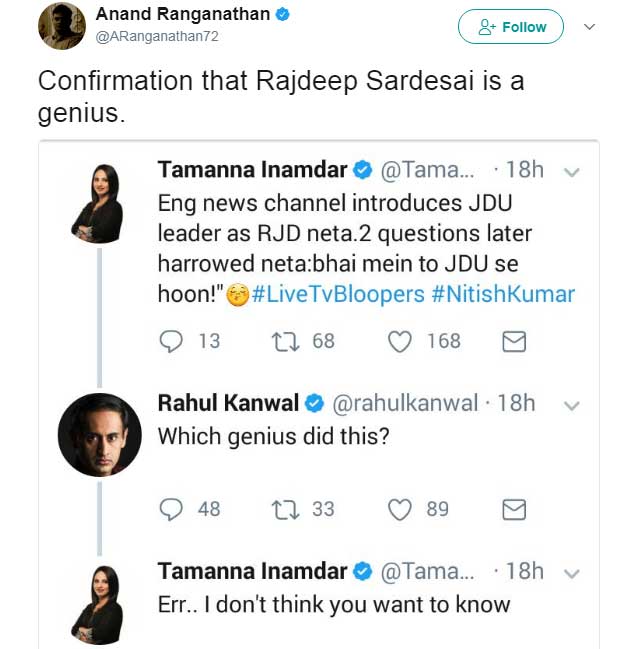 Anand Ranganathan
@ARanganathan72
Follow
Confirmation that Rajdeep Sardesai is a
genius.
Tamanna Inamdar @Tama... · 18h
Eng news channel introduces JDU
leader as RJD neta.2 questions later
harrowed neta:bhai mein to JDU se
hoon!"😁 #LiveTvBloopers #NitishKumar
13 68 168
Rahul Kanwal @rahulkanwal · 18h
Which genius did this?
48 33 89
Tamanna Inamdar @Tama... · 18h
Err.. I don't think you want to know